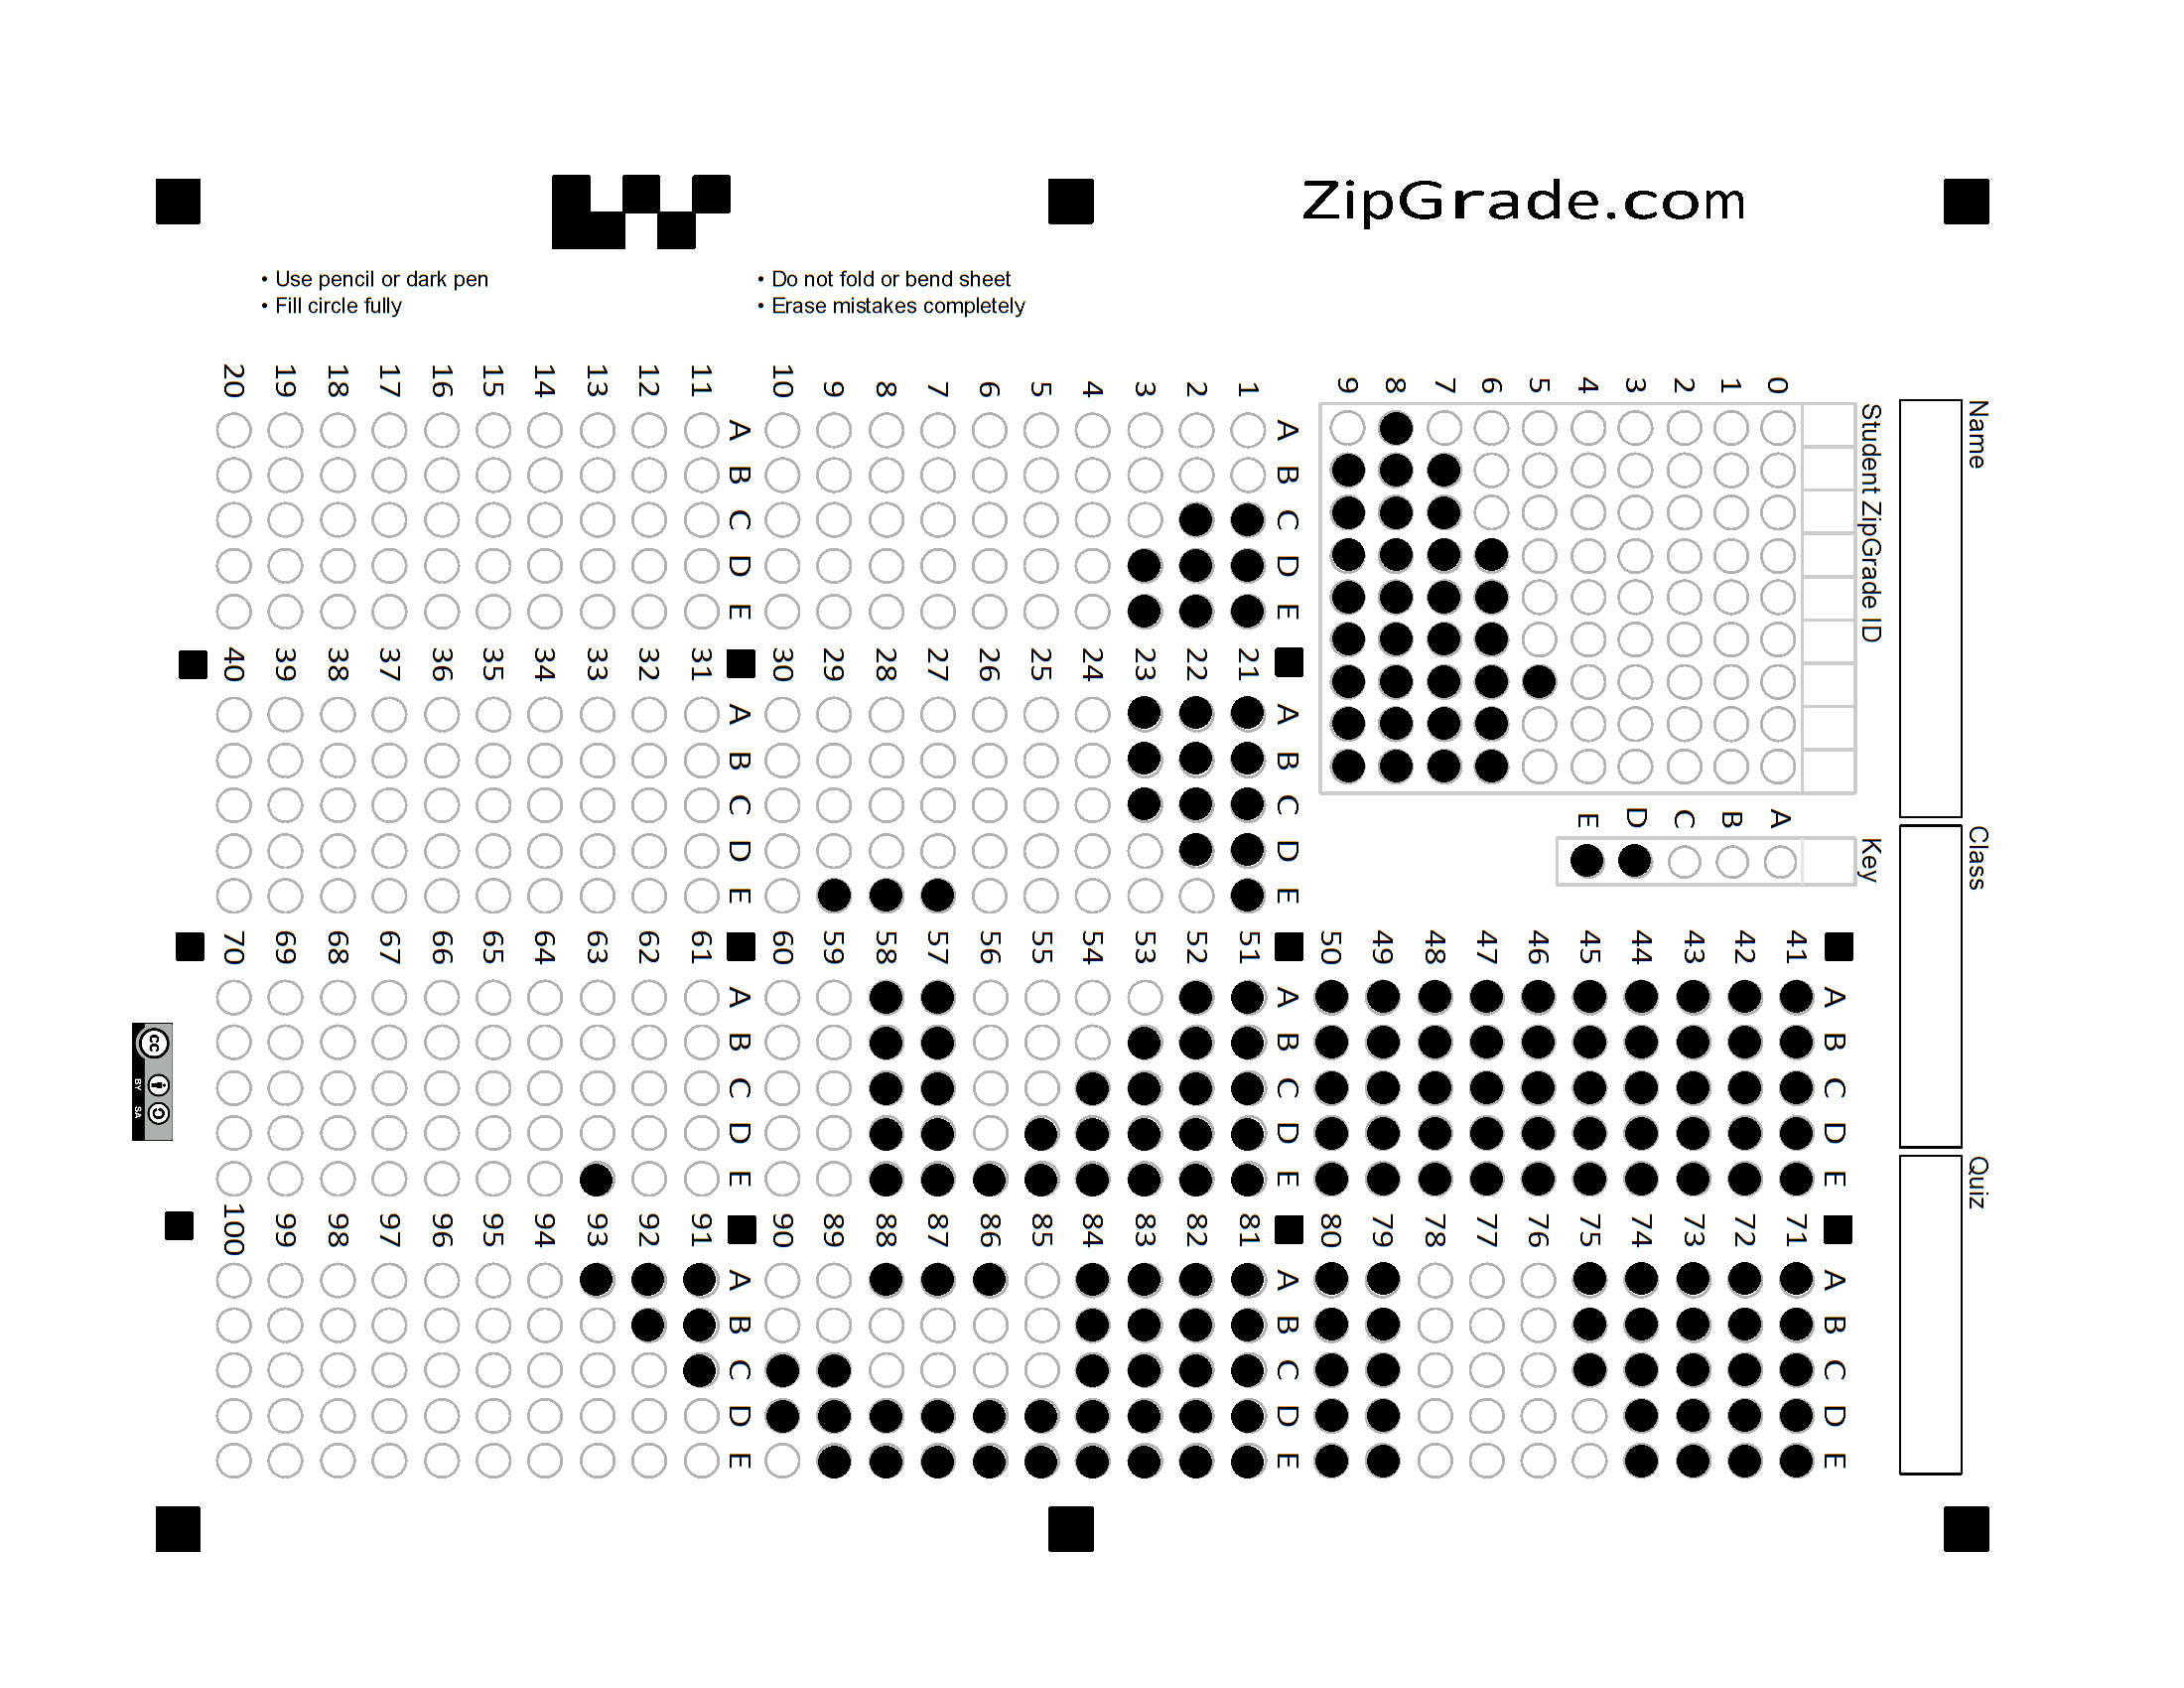 ZipGrade.com
• Use pencil or dark pen
• Fill circle fully
• Do not fold or bend sheet
• Erase mistakes completely
Name
Class
Quiz
Student ZipGrade ID
0 1 2 3 4 5 6 7 8 9
Key
A B C D E
1 2 3 4 5 6 7 8 9 10
A B C D E
11 12 13 14 15 16 17 18 19 20
A B C D E
21 22 23 24 25 26 27 28 29 30
A B C D E
31 32 33 34 35 36 37 38 39 40
A B C D E
41 42 43 44 45 46 47 48 49 50
A B C D E
51 52 53 54 55 56 57 58 59 60
A B C D E
61 62 63 64 65 66 67 68 69 70
A B C D E
71 72 73 74 75 76 77 78 79 80
A B C D E
81 82 83 84 85 86 87 88 89 90
A B C D E
91 92 93 94 95 96 97 98 99 100
A B C D E
cc
BY SA